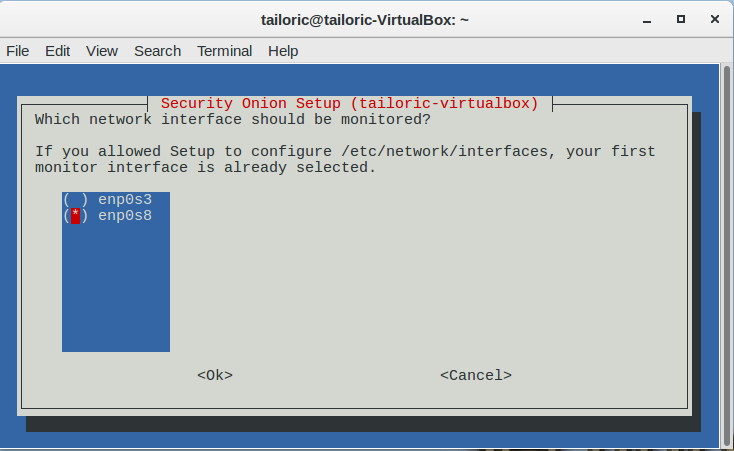 tailoric@tailoric-VirtualBox: ~
File Edit View Search Terminal Help
Security Onion Setup (tailoric-virtualbox)
Which network interface should be monitored?
If you allowed Setup to configure /etc/network/interfaces, your first
monitor interface is already selected.
( ) enp0s3
(*) enp0s8
<Ok> <Cancel>